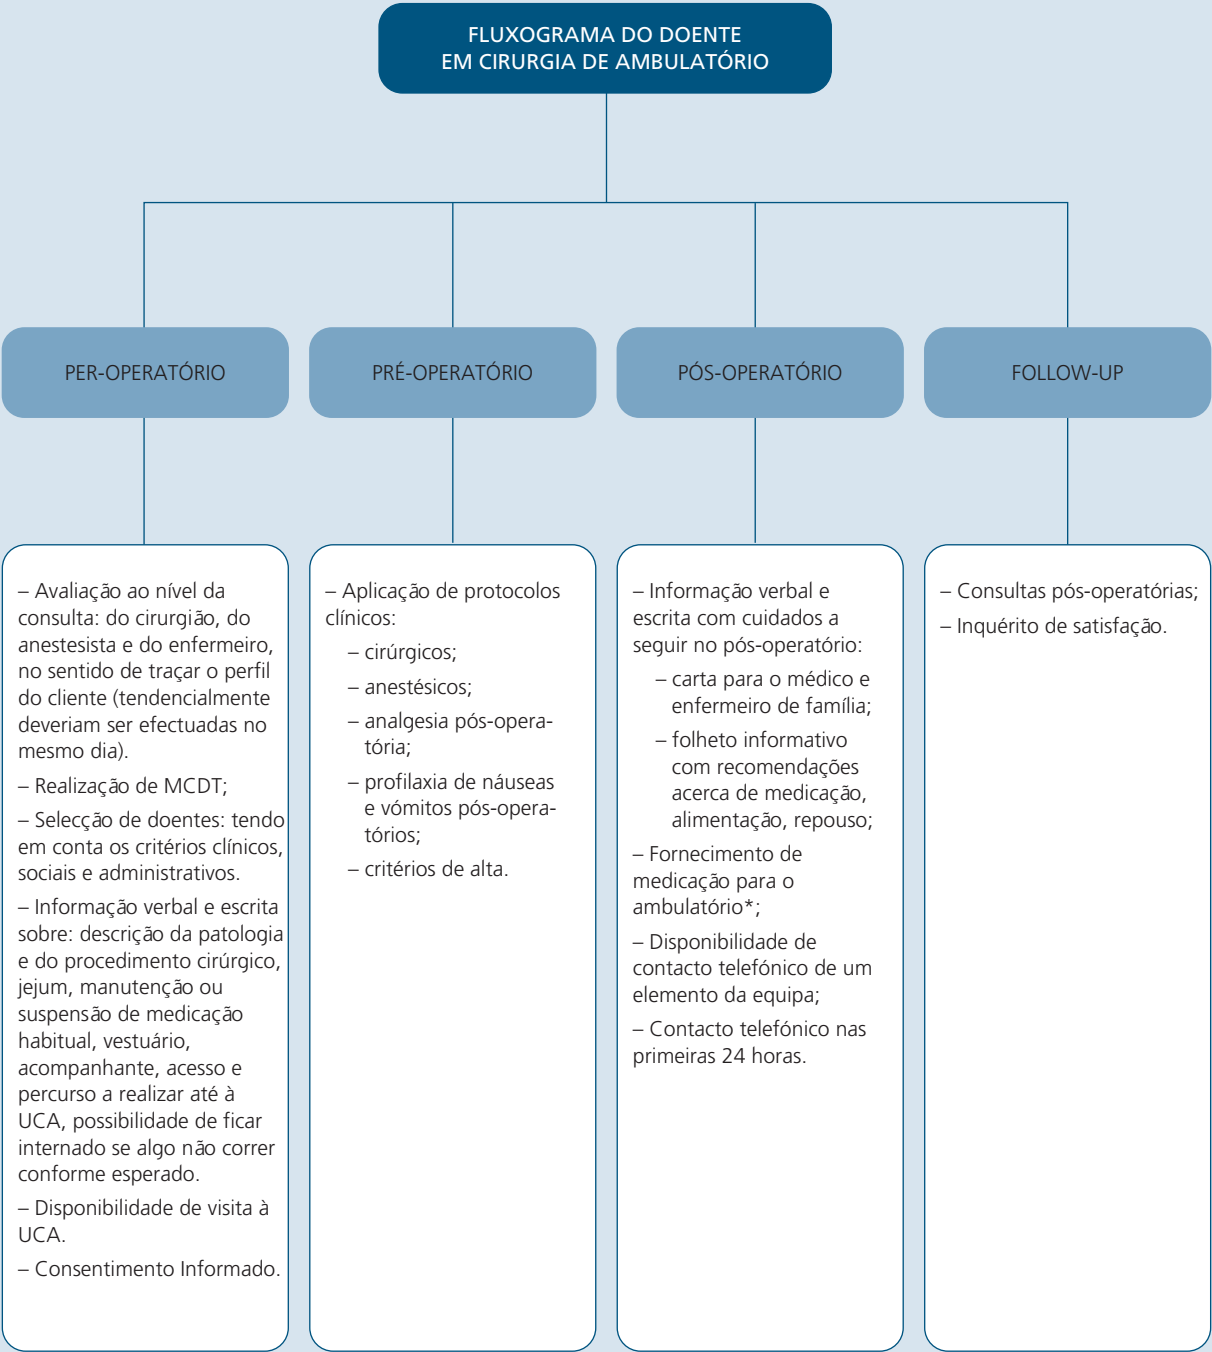 FLUXOGRAMA DO DOENTE
EM CIRURGIA DE AMBULATÓRIO
PER-OPERATÓRIO
PRÉ-OPERATÓRIO
PÓS-OPERATÓRIO
FOLLOW-UP
– Avaliação ao nível da
consulta: do cirurgião, do
anestesista e do enfermeiro,
no sentido de traçar o perfil
do cliente (tendencialmente
deveriam ser efectuadas no
mesmo dia).
– Realização de MCDT;
– Selecção de doentes: tendo
em conta os critérios clínicos,
sociais e administrativos.
– Informação verbal e escrita
sobre: descrição da patologia
e do procedimento cirúrgico,
jejum, manutenção ou
suspensão de medicação
habitual, vestuário,
acompanhante, acesso e
percurso a realizar até à
UCA, possibilidade de ficar
internado se algo não correr
conforme esperado.
– Disponibilidade de visita à
UCA.
– Consentimento Informado.
– Aplicação de protocolos
clínicos:
– cirúrgicos;
– anestésicos;
– analgesia pós-opera-
tória;
– profilaxia de náuseas
e vómitos pós-opera-
tórios;
– critérios de alta.
– Informação verbal e
escrita com cuidados a
seguir no pós-operatório:
– carta para o médico e
enfermeiro de família;
– folheto informativo
com recomendações
acerca de medicação,
alimentação, repouso;
– Fornecimento de
medicação para o
ambulatório*;
– Disponibilidade de
contacto telefónico de um
elemento da equipa;
– Contacto telefónico nas
primeiras 24 horas.
– Consultas pós-operatórias;
– Inquérito de satisfação.